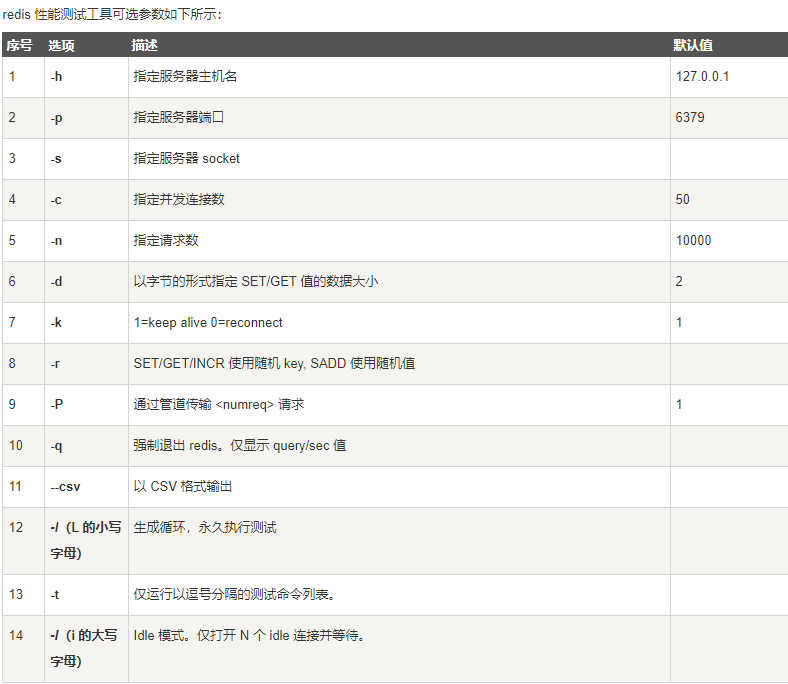 redis 性能测试工具可选参数如下所示：
序号 选项 描述 默认值
1 -h 指定服务器主机名 127.0.0.1
2 -p 指定服务器端口 6379
3 -s 指定服务器 socket
4 -c 指定并发连接数 50
5 -n 指定请求数 10000
6 -d 以字节的形式指定 SET/GET 值的数据大小 2
7 -k 1=keep alive 0=reconnect 1
8 -r SET/GET/INCR 使用随机 key, SADD 使用随机值
9 -P 通过管道传输 <numreq> 请求 1
10 -q 强制退出 redis。仅显示 query/sec 值
11 --csv 以 CSV 格式输出
12 -l（L 的小写 生成循环，永久执行测试
字母）
13 -t 仅运行以逗号分隔的测试命令列表。
14 -I（i 的大写 Idle 模式。仅打开 N 个 idle 连接并等待。
字母）